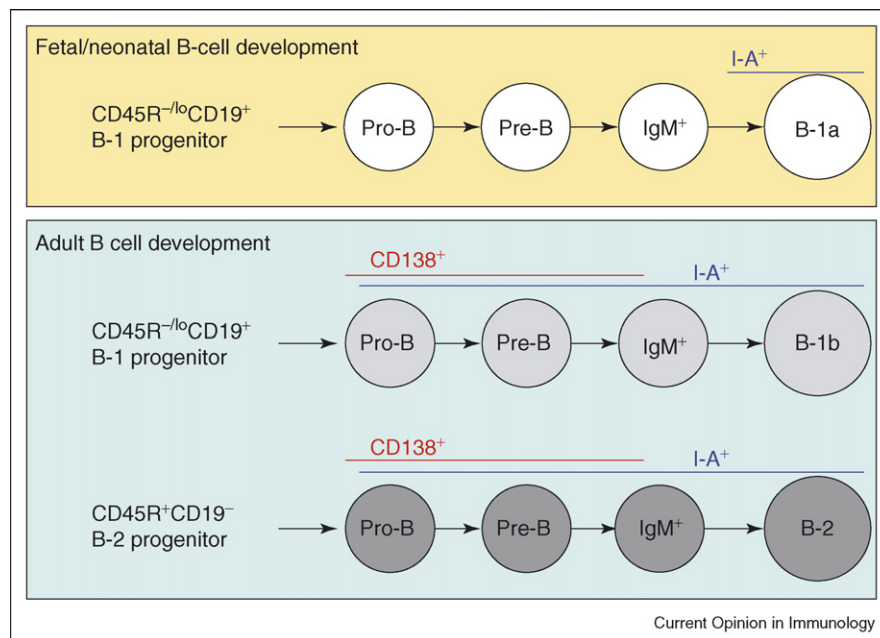 Fetal/neonatal B-cell development
I-A⁺
CD45R⁻/ˡᵒCD19⁺
B-1 progenitor
Pro-B
Pre-B
IgM⁺
B-1a
Adult B cell development
CD138⁺
I-A⁺
CD45R⁻/ˡᵒCD19⁺
B-1 progenitor
Pro-B
Pre-B
IgM⁺
B-1b
CD138⁺
I-A⁺
CD45R⁺CD19⁻
B-2 progenitor
Pro-B
Pre-B
IgM⁺
B-2
Current Opinion in Immunology